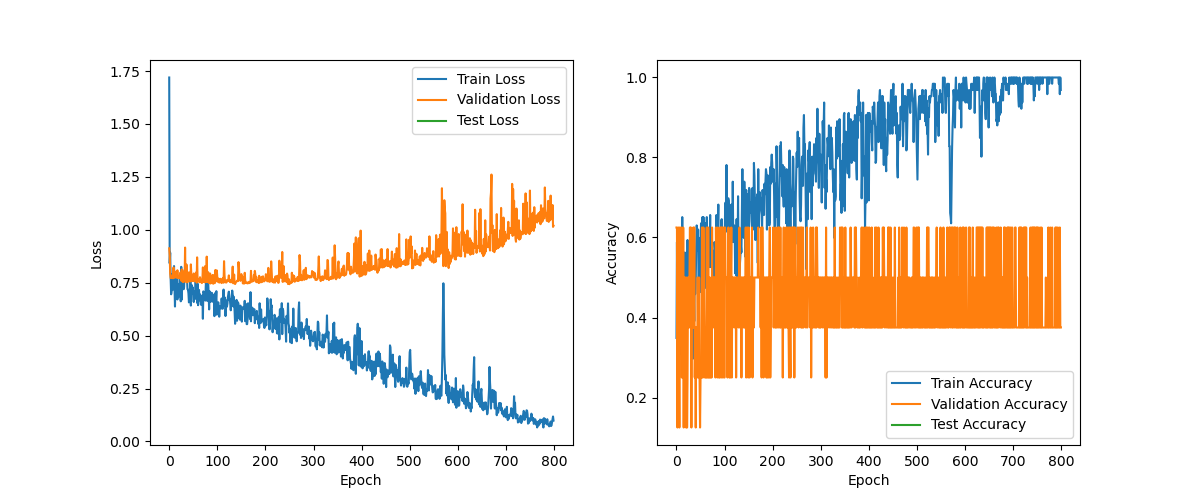 1.75
1.50
1.25
1.00
0.75
0.50
0.25
0.00
Loss
0 100 200 300 400 500 600 700 800
Epoch
Train Loss
Validation Loss
Test Loss
1.0
0.8
0.6
0.4
0.2
Accuracy
0 100 200 300 400 500 600 700 800
Epoch
Train Accuracy
Validation Accuracy
Test Accuracy